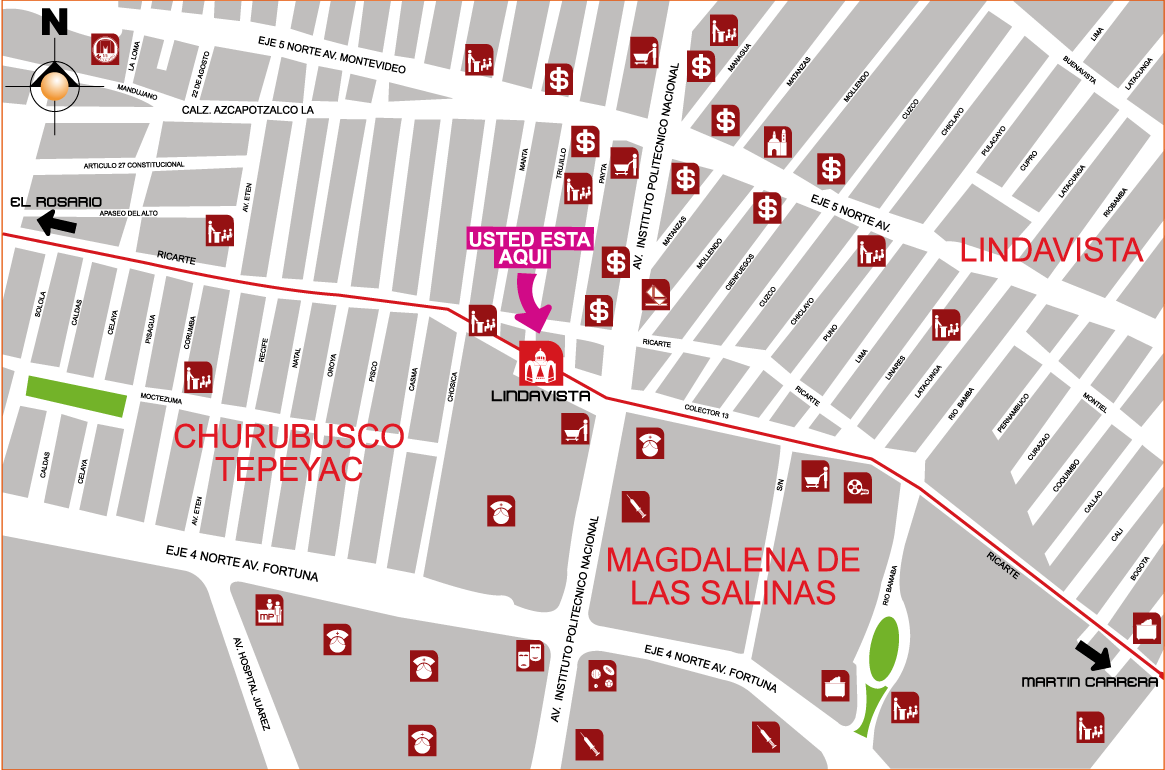 N
LA LOMA
22 DE AGOSTO
MANDUJANO
EJE 5 NORTE AV. MONTEVIDEO
CALZ. AZCAPOTZALCO LA
ARTICULO 27 CONSTITUCIONAL
AV. ETEN
EL ROSARIO
APASEO DEL ALTO
RICARTE
MANTA
TRUJILLO
PAYTA
AV. INSTITUTO POLITECNICO NACIONAL
MANAGUA
MATANZAS
MOLLENDO
CUZCO
CHICLAYO
PULACAYO
CUPRO
LATACUNGA
RIOBAMBA
LIMA
BUENAVISTA
LATACUNGA
EJE 5 NORTE AV.
LINDAVISTA
USTED ESTA
AQUI
MATANZAS
MOLLENDO
CIENFUEGOS
CUZCO
CHICLAYO
PUNO
LIMA
LINARES
LATACUNGA
RIO BAMBA
PERNAMBUCO
MONTIEL
CURAZAO
COQUIMBO
CALLAO
CALI
BOGOTA
SOLOLA
CALDAS
CELAYA
PISAGUA
CORUMBA
RECIFE
NATAL
OROYA
PISCO
CASMA
CHOSICA
RICARTE
RICARTE
LINDAVISTA
COLECTOR 13
MOCTEZUMA
CHURUBUSCO
TEPEYAC
CALDAS
CELAYA
AV. ETEN
S/N
EJE 4 NORTE AV. FORTUNA
AV. INSTITUTO POLITECNICO NACIONAL
MAGDALENA DE
LAS SALINAS
RIO BAMABA
RICARTE
MP
AV. HOSPITAL JUAREZ
EJE 4 NORTE AV. FORTUNA
MARTIN CARRERA